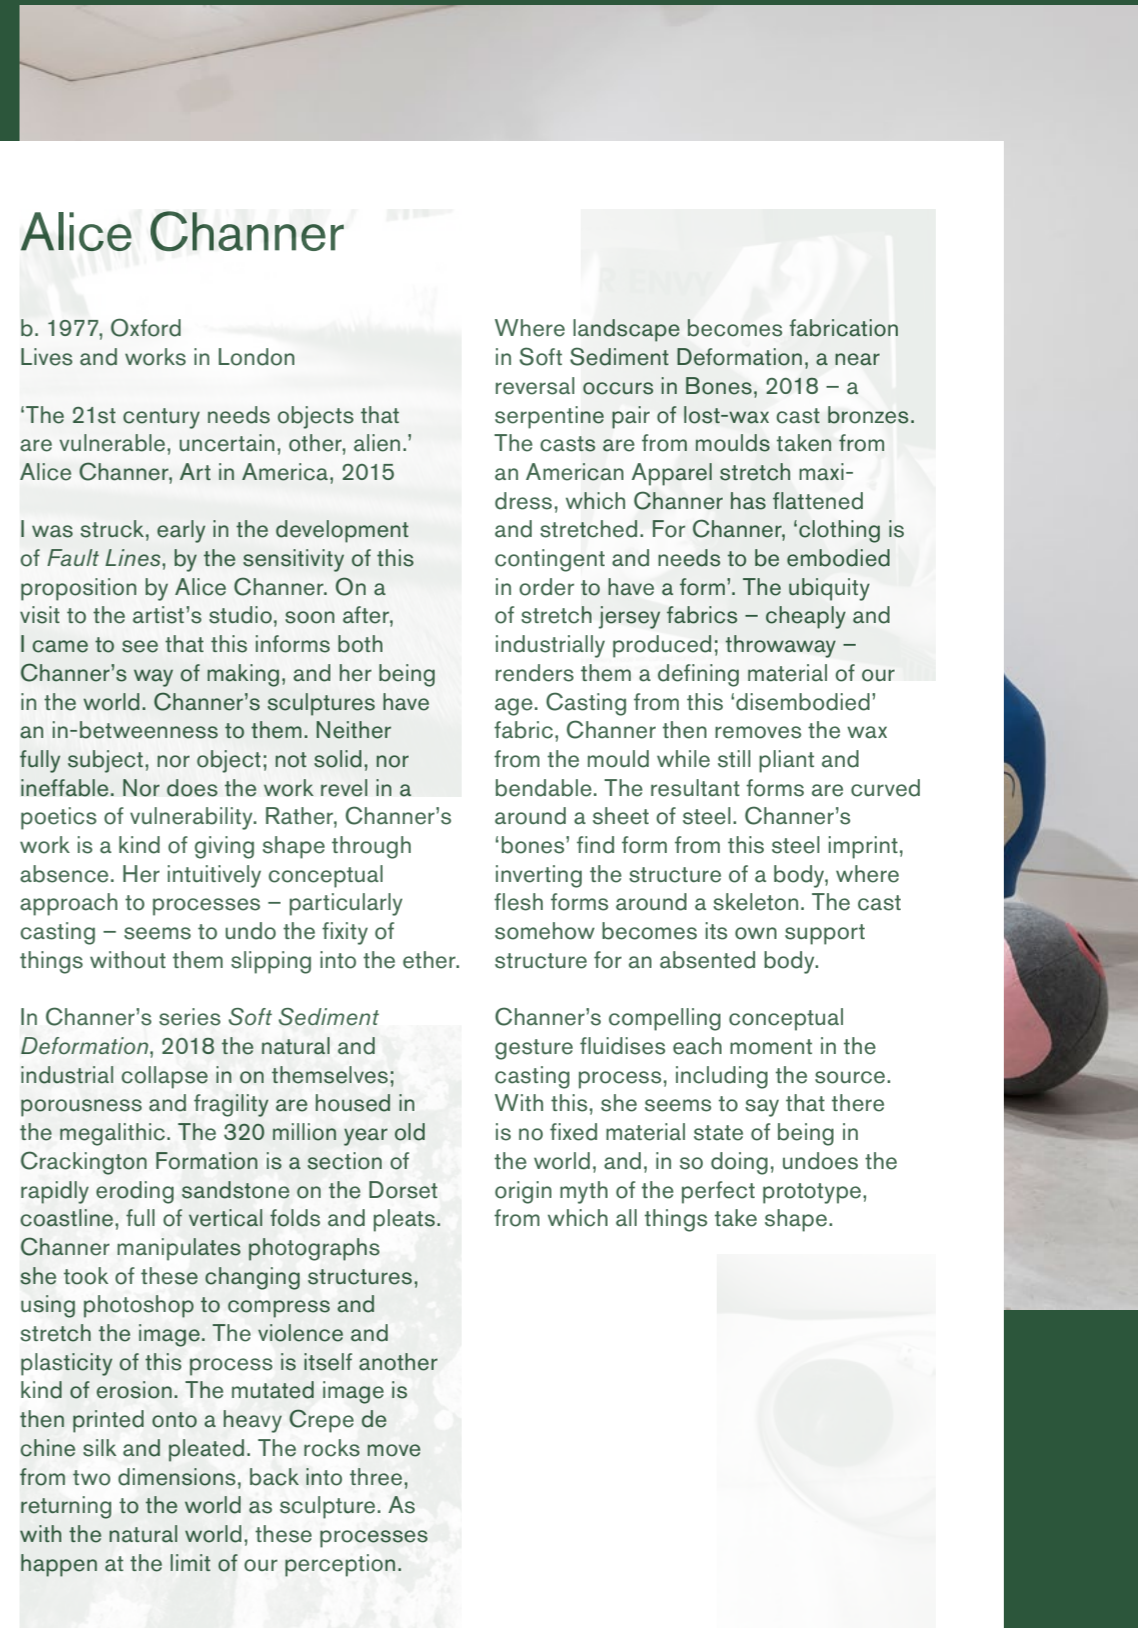 Alice Channer
b. 1977, Oxford
Lives and works in London
‘The 21st century needs objects that
are vulnerable, uncertain, other, alien.’
Alice Channer, Art in America, 2015
I was struck, early in the development
of Fault Lines, by the sensitivity of this
proposition by Alice Channer. On a
visit to the artist’s studio, soon after,
I came to see that this informs both
Channer’s way of making, and her being
in the world. Channer’s sculptures have
an in-betweenness to them. Neither
fully subject, nor object; not solid, nor
ineffable. Nor does the work revel in a
poetics of vulnerability. Rather, Channer’s
work is a kind of giving shape through
absence. Her intuitively conceptual
approach to processes – particularly
casting – seems to undo the fixity of
things without them slipping into the ether.
In Channer’s series Soft Sediment
Deformation, 2018 the natural and
industrial collapse in on themselves;
porousness and fragility are housed in
the megalithic. The 320 million year old
Crackington Formation is a section of
rapidly eroding sandstone on the Dorset
coastline, full of vertical folds and pleats.
Channer manipulates photographs
she took of these changing structures,
using photoshop to compress and
stretch the image. The violence and
plasticity of this process is itself another
kind of erosion. The mutated image is
then printed onto a heavy Crepe de
chine silk and pleated. The rocks move
from two dimensions, back into three,
returning to the world as sculpture. As
with the natural world, these processes
happen at the limit of our perception.
R ENVY
Where landscape becomes fabrication
in Soft Sediment Deformation, a near
reversal occurs in Bones, 2018 – a
serpentine pair of lost-wax cast bronzes.
The casts are from moulds taken from
an American Apparel stretch maxi-
dress, which Channer has flattened
and stretched. For Channer, ‘clothing is
contingent and needs to be embodied
in order to have a form’. The ubiquity
of stretch jersey fabrics – cheaply and
industrially produced; throwaway –
renders them a defining material of our
age. Casting from this ‘disembodied’
fabric, Channer then removes the wax
from the mould while still pliant and
bendable. The resultant forms are curved
around a sheet of steel. Channer’s
‘bones’ find form from this steel imprint,
inverting the structure of a body, where
flesh forms around a skeleton. The cast
somehow becomes its own support
structure for an absented body.
Channer’s compelling conceptual
gesture fluidises each moment in the
casting process, including the source.
With this, she seems to say that there
is no fixed material state of being in
the world, and, in so doing, undoes the
origin myth of the perfect prototype,
from which all things take shape.